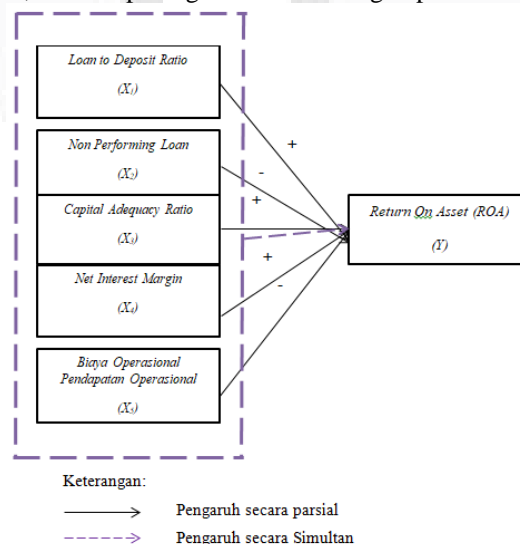 Loan to Deposit Ratio
(X1)
+
Non Performing Loan
(X2)
-
+
Capital Adequacy Ratio
(X3)
Return On Asset (ROA)
(Y)
+
-
Net Interest Margin
(X4)
Biaya Operasional
Pendapatan Operasional
(X5)
Keterangan:
Pengaruh secara parsial
Pengaruh secara Simultan